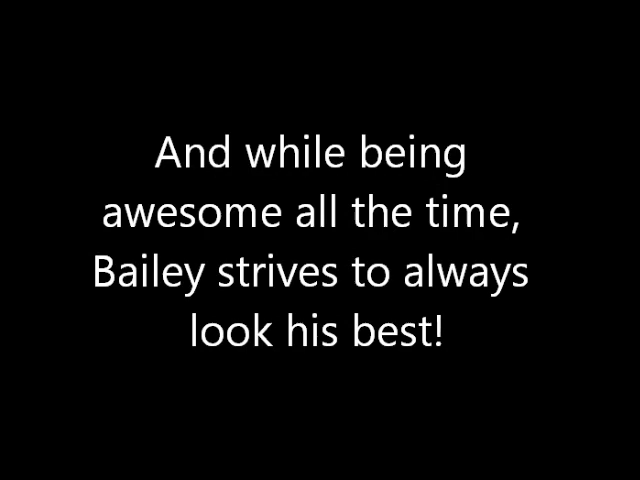 And while being
awesome all the time,
Bailey strives to always
look his best!